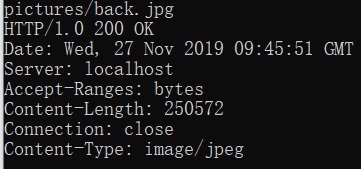 pictures/back.jpg
HTTP/1.0 200 OK
Date: Wed, 27 Nov 2019 09:45:51 GMT
Server: localhost
Accept-Ranges: bytes
Content-Length: 250572
Connection: close
Content-Type: image/jpeg